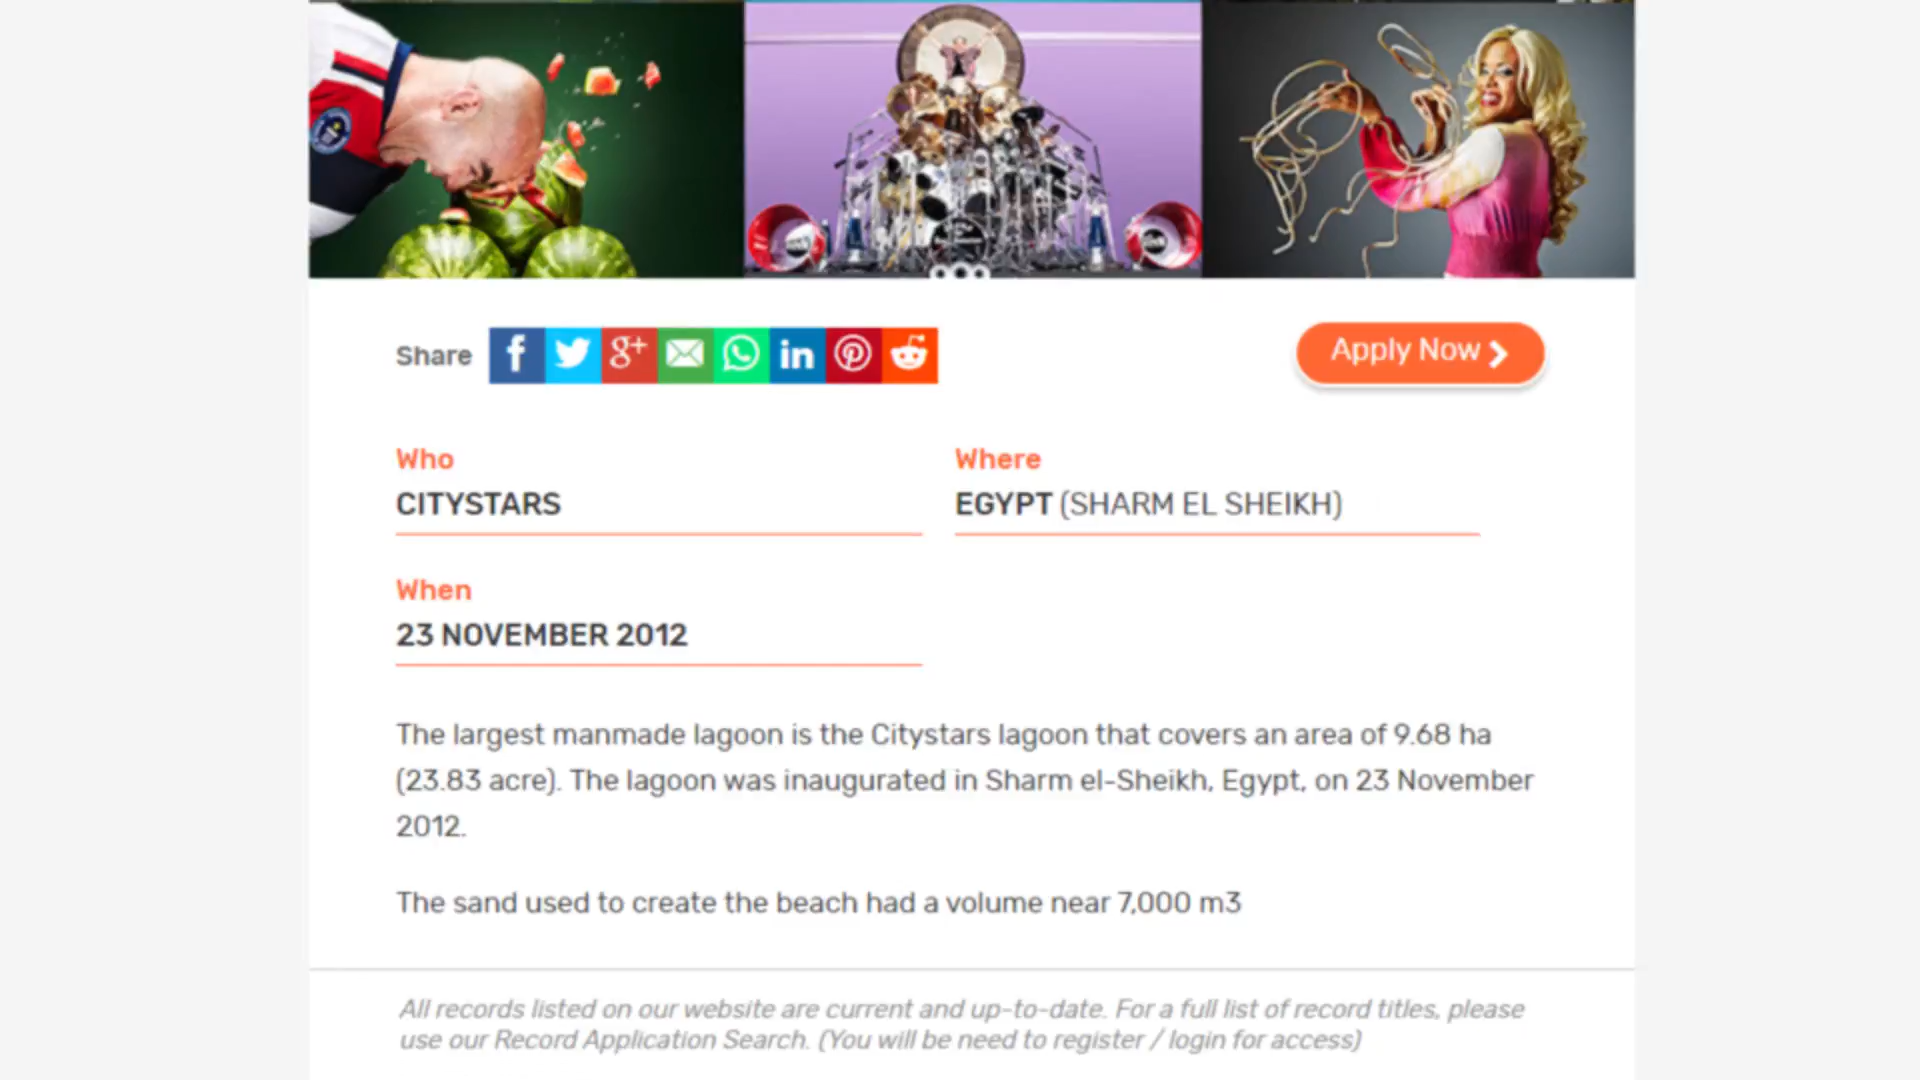 Share
Apply Now
Who
CITYSTARS
Where
EGYPT (SHARM EL SHEIKH)
When
23 NOVEMBER 2012
The largest manmade lagoon is the Citystars lagoon that covers an area of 9.68 ha
(23.83 acre). The lagoon was inaugurated in Sharm el-Sheikh, Egypt, on 23 November
2012.
The sand used to create the beach had a volume near 7,000 m3
All records listed on our website are current and up-to-date. For a full list of record titles, please
use our Record Application Search. (You will be need to register / login for access)